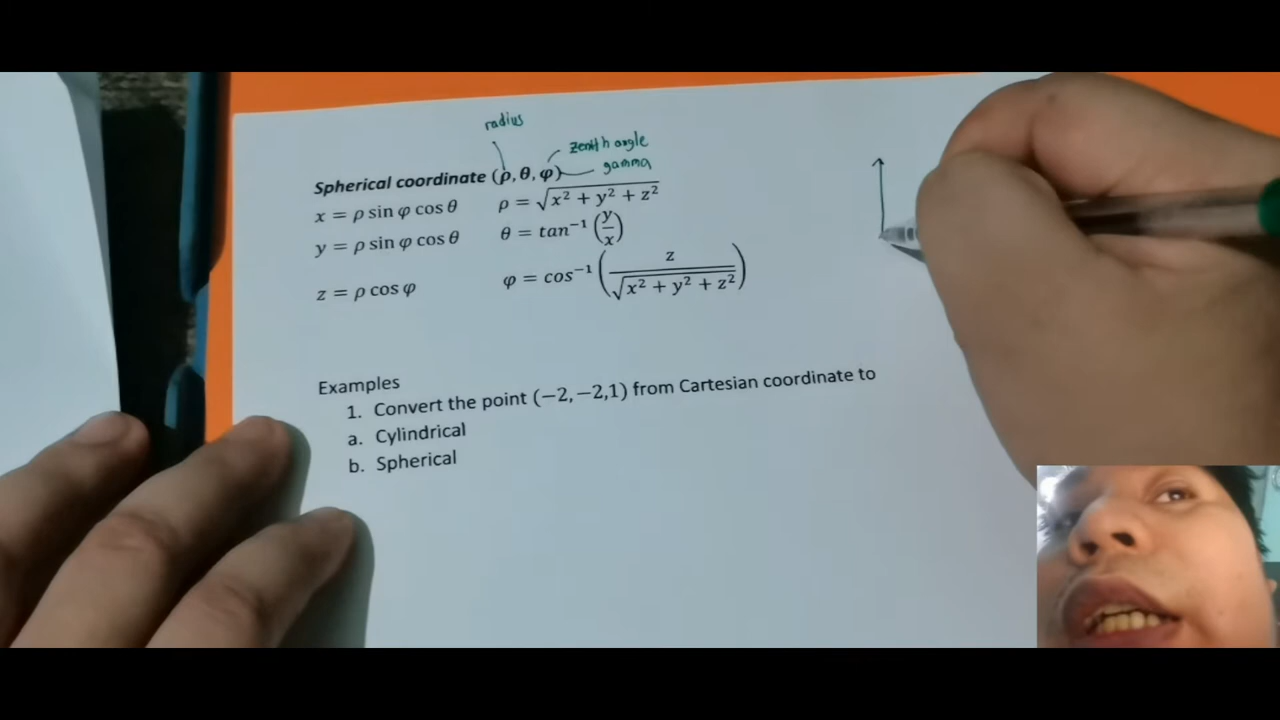 radius
zenith angle
gamma
Spherical coordinate (ρ, θ, φ)
x = ρ sin φ cos θ ρ = √(x² + y² + z²)
y = ρ sin φ cos θ θ = tan⁻¹ (y/x)
z = ρ cos φ φ = cos⁻¹ (z/√(x² + y² + z²))
Examples
1. Convert the point (−2, −2,1) from Cartesian coordinate to
a. Cylindrical
b. Spherical